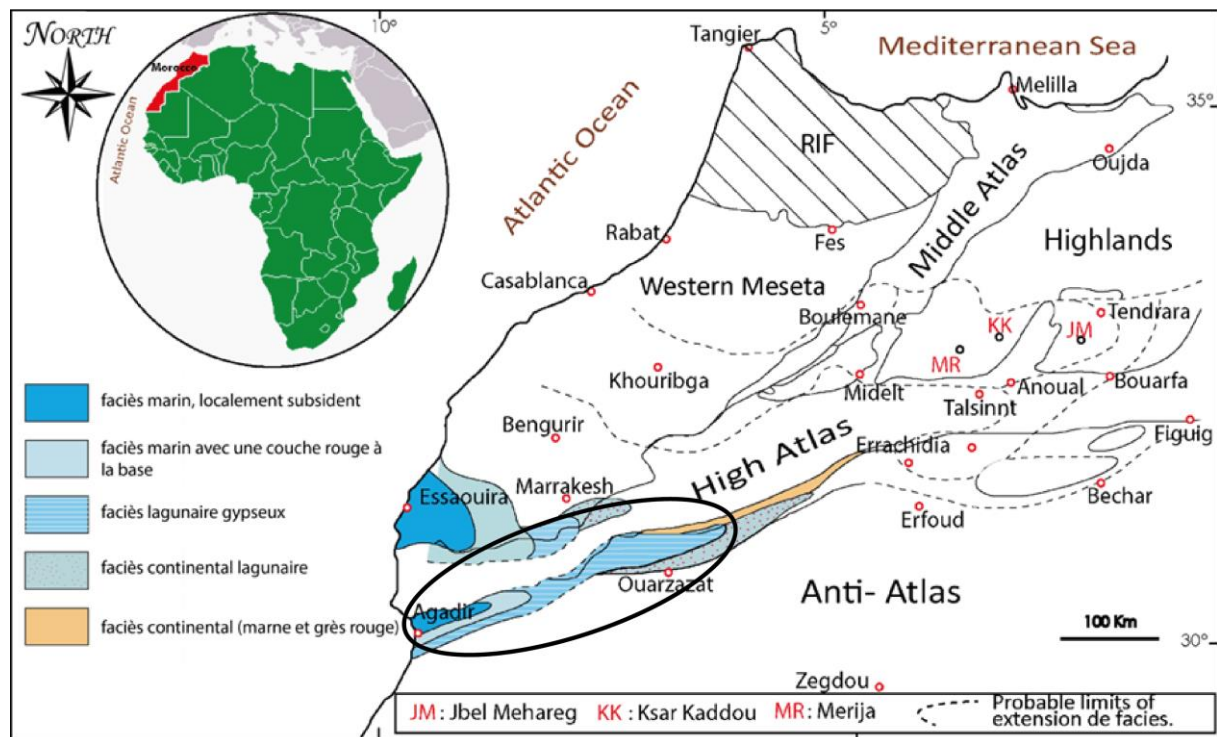 NORTH
Morocco
Atlantic Ocean
10°
5°
Tangier
Mediterranean Sea
Melilla
35°
Atlantic Ocean
RIF
Oujda
Rabat
Fes
Middle Atlas
Highlands
Casablanca
Western Meseta
Boulemane
Tendrara
KK
JM
MR
Khouribga
Midelt
Anoual
Bouarfa
Talsinnt
Bengurir
High Atlas
Errachidia
Figuig
Marrakesh
Essaouira
Bechar
Erfoud
Ouarzazat
Anti- Atlas
Agadir
100 Km
30°
Zegdou
faciès marin, localement subsident
faciès marin avec une couche rouge à
la base
faciès lagunaire gypseux
faciès continental lagunaire
faciès continental (marne et grès rouge)
JM : Jbel Mehareg KK : Ksar Kaddou MR : Merija
Probable limits of
extension de facies.